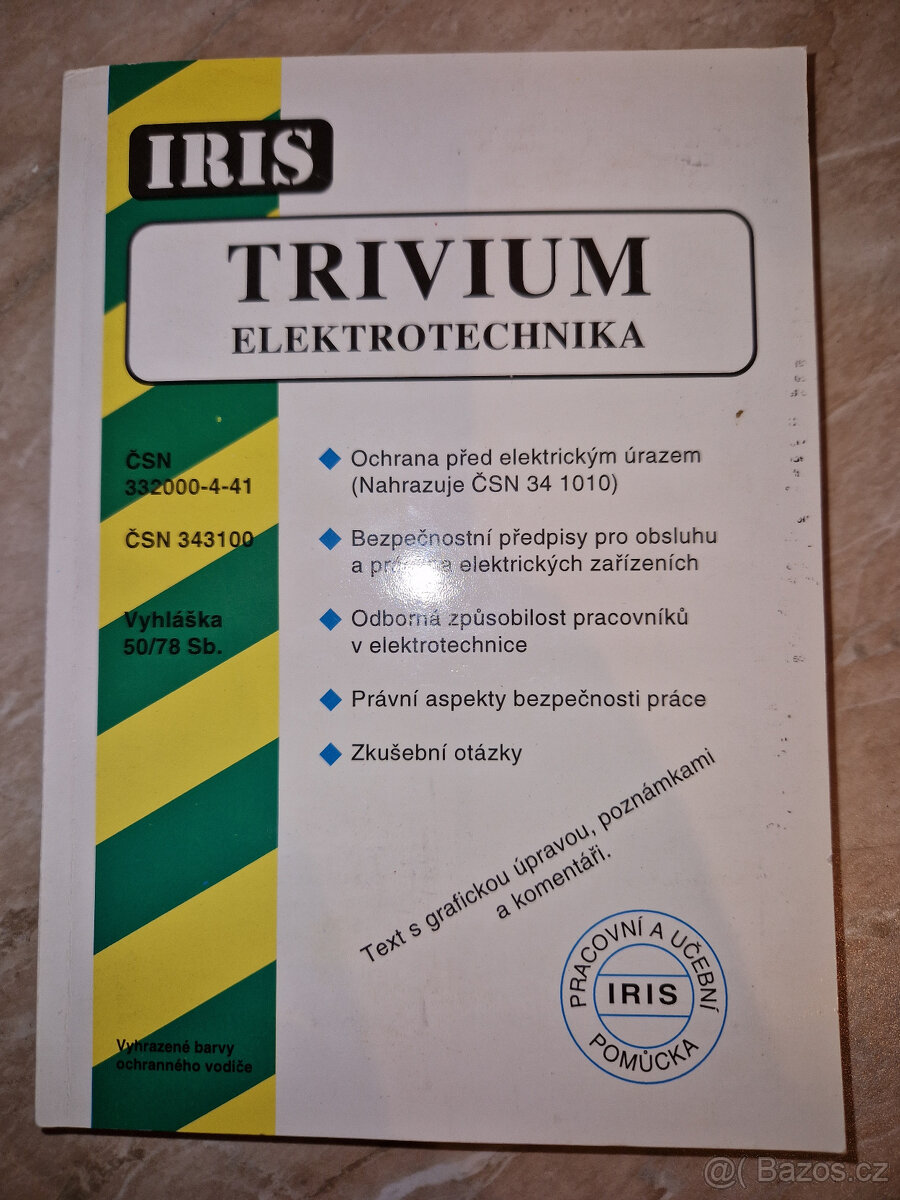 IRIS
TRIVIUM
ELEKTROTECHNIKA
ČSN
332000-4-41
Ochrana před elektrickým úrazem
(Nahrazuje ČSN 34 1010)
ČSN 343100
Bezpečnostní předpisy pro obsluhu
a práci na elektrických zařízeních
Vyhláška
50/78 Sb.
Odborná způsobilost pracovníků
v elektrotechnice
Právní aspekty bezpečnosti práce
Zkušební otázky
Text s grafickou úpravou, poznámkami
a komentáři.
PRACOVNÍ A UČEBNÍ
IRIS
POMŮCKA
Vyhrazené barvy
ochranného vodiče
@( Bazos.cz